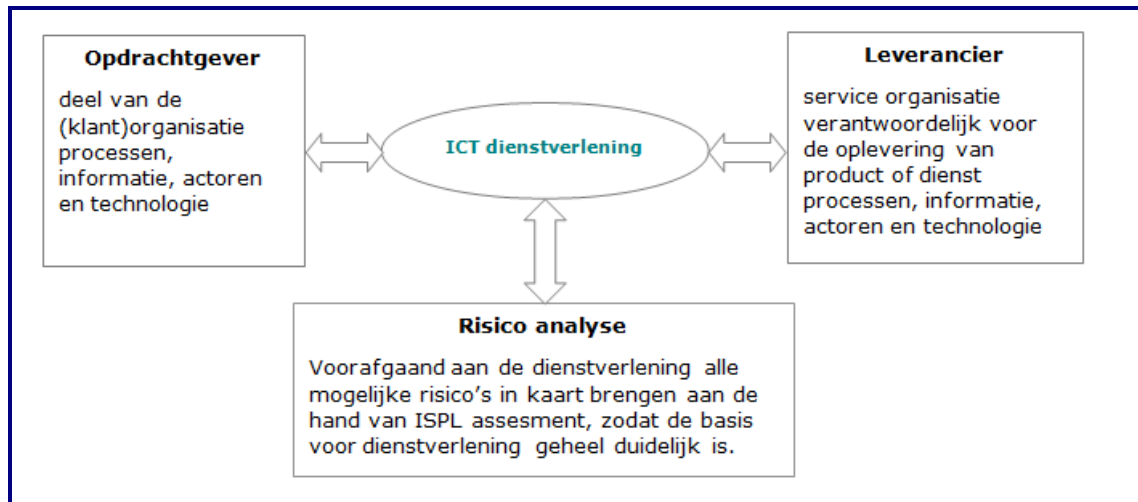 Opdrachtgever
deel van de
(klant)organisatie
processen,
informatie, actoren
en technologie
ICT dienstverlening
Leverancier
service organisatie
verantwoordelijk voor
de oplevering van
product of dienst
processen, informatie,
actoren en technologie
Risico analyse
Voorafgaand aan de dienstverlening alle
mogelijke risico's in kaart brengen aan de
hand van ISPL assesment, zodat de basis
voor dienstverlening geheel duidelijk is.